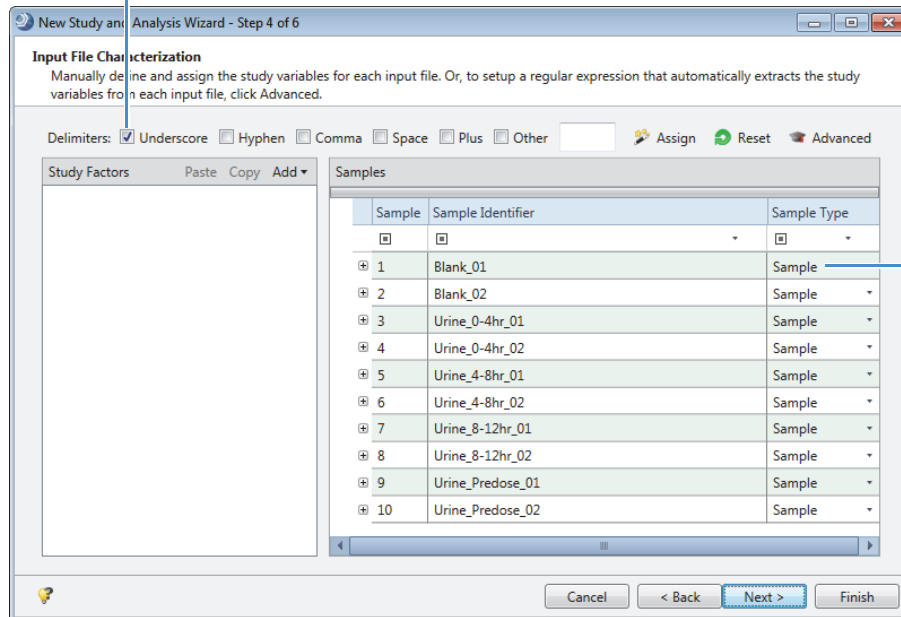 New Study and Analysis Wizard - Step 4 of 6
Input File Characterization
Manually define and assign the study variables for each input file. Or, to setup a regular expression that automatically extracts the study
variables from each input file, click Advanced.
Delimiters: Underscore Hyphen Comma Space Plus Other Assign Reset Advanced
Study Factors Paste Copy Add Samples
Sample Sample Identifier Sample Type
1 Blank_01 Sample
2 Blank_02 Sample
3 Urine_0-4hr_01 Sample
4 Urine_0-4hr_02 Sample
5 Urine_4-8hr_01 Sample
6 Urine_4-8hr_02 Sample
7 Urine_8-12hr_01 Sample
8 Urine_8-12hr_02 Sample
9 Urine_Predose_01 Sample
10 Urine_Predose_02 Sample
Cancel < Back Next > Finish